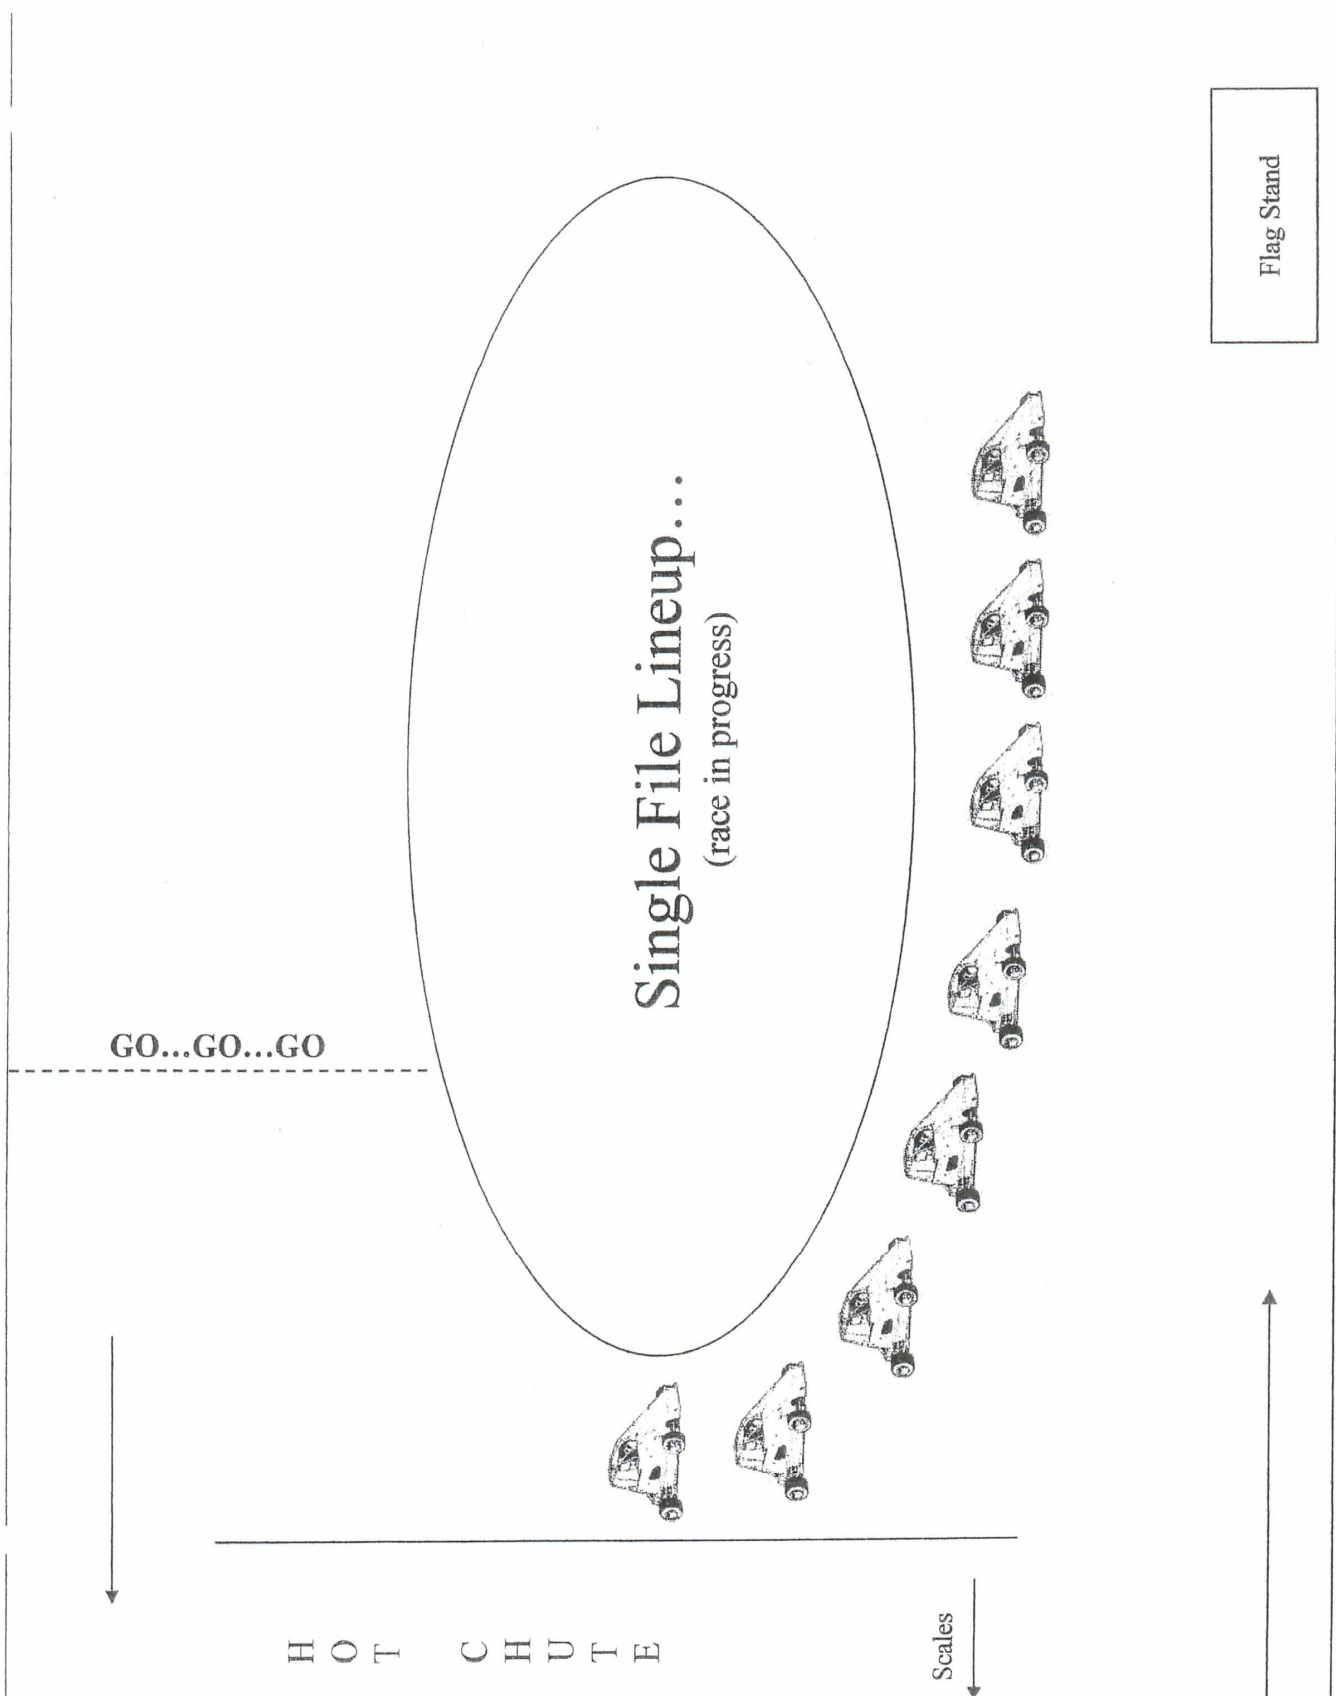 Flag Stand
Single File Lineup...
(race in progress)
GO...GO...GO
HOT CHUTE
Scales